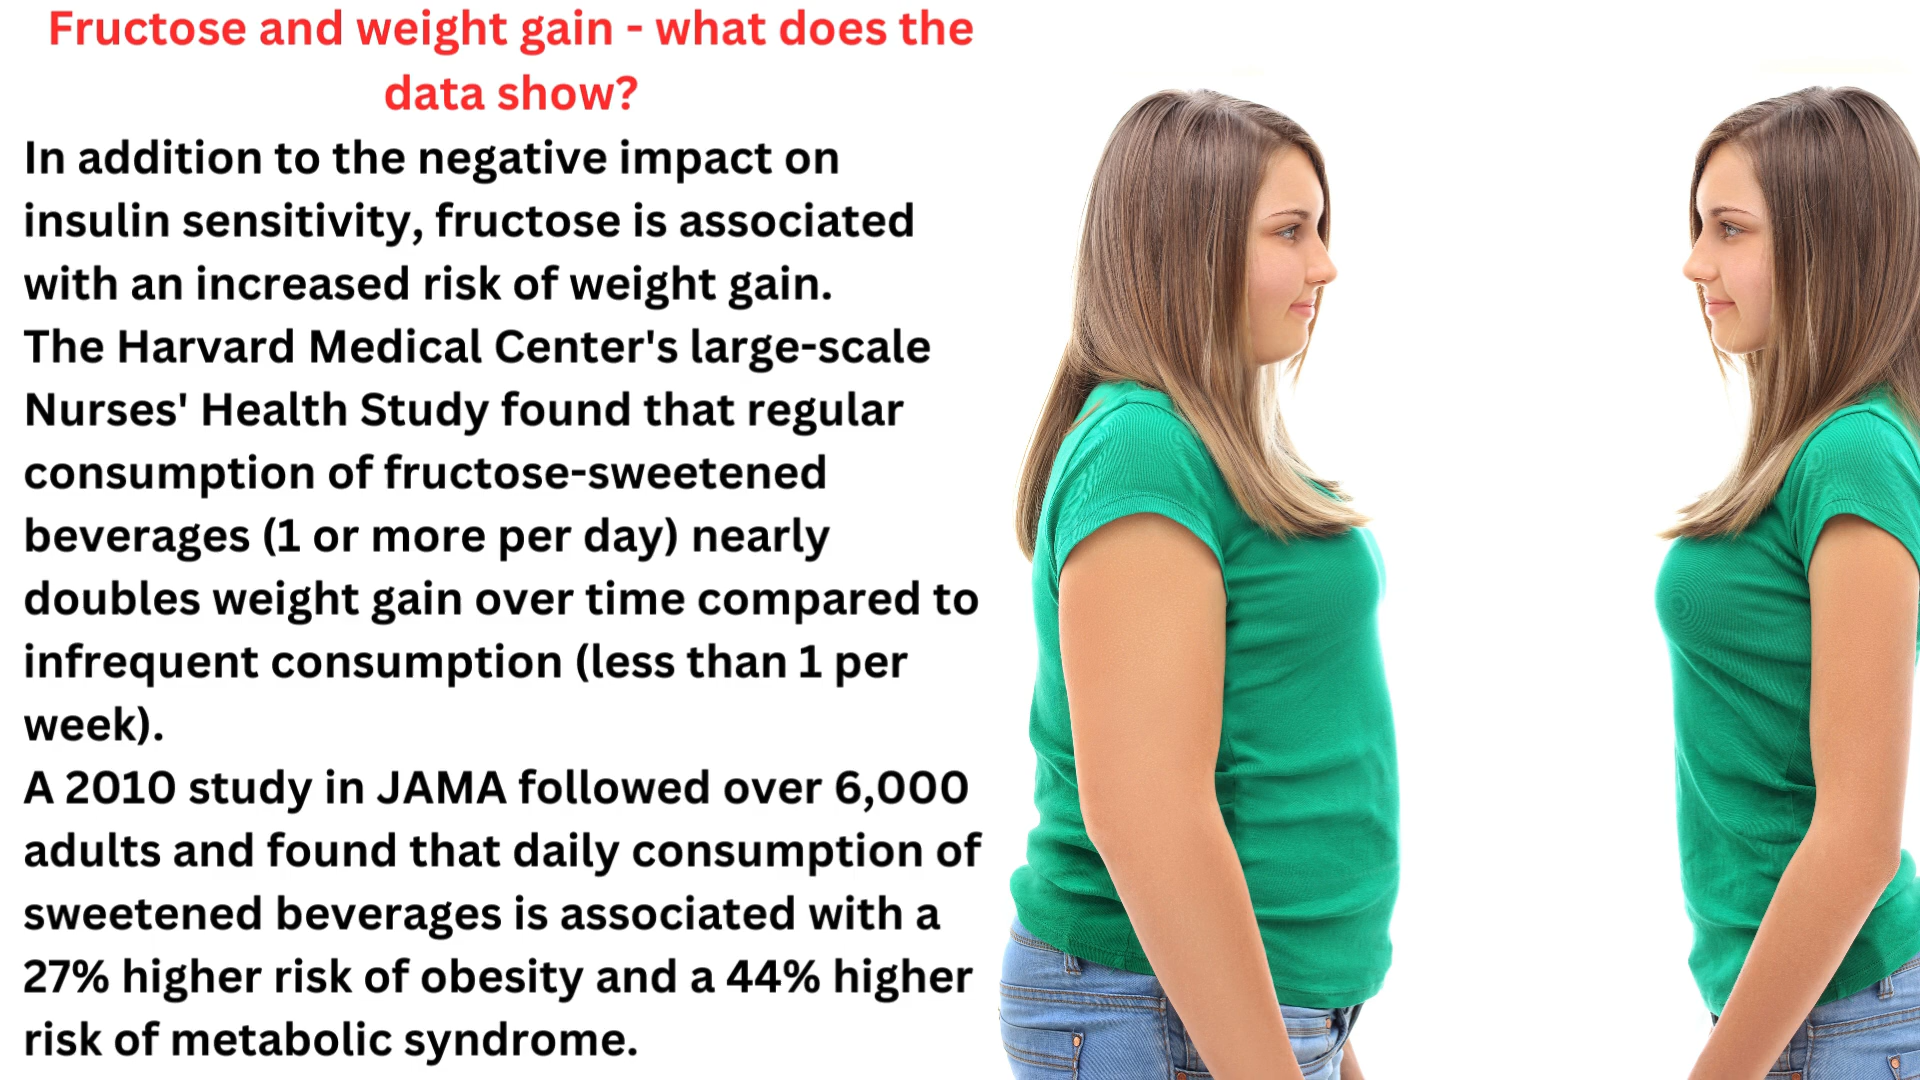 Fructose and weight gain - what does the
data show?
In addition to the negative impact on
insulin sensitivity, fructose is associated
with an increased risk of weight gain.
The Harvard Medical Center's large-scale
Nurses' Health Study found that regular
consumption of fructose-sweetened
beverages (1 or more per day) nearly
doubles weight gain over time compared to
infrequent consumption (less than 1 per
week).
A 2010 study in JAMA followed over 6,000
adults and found that daily consumption of
sweetened beverages is associated with a
27% higher risk of obesity and a 44% higher
risk of metabolic syndrome.